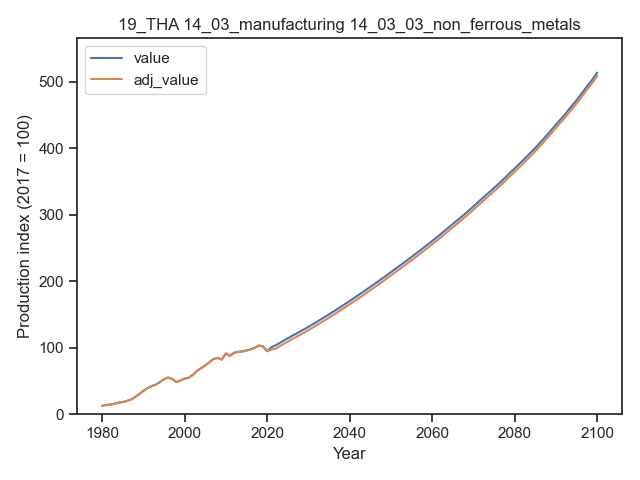 19_THA 14_03_manufacturing 14_03_03_non_ferrous_metals
value
adj_value
Production index (2017 = 100)
500
400
300
200
100
0
1980 2000 2020 2040 2060 2080 2100
Year